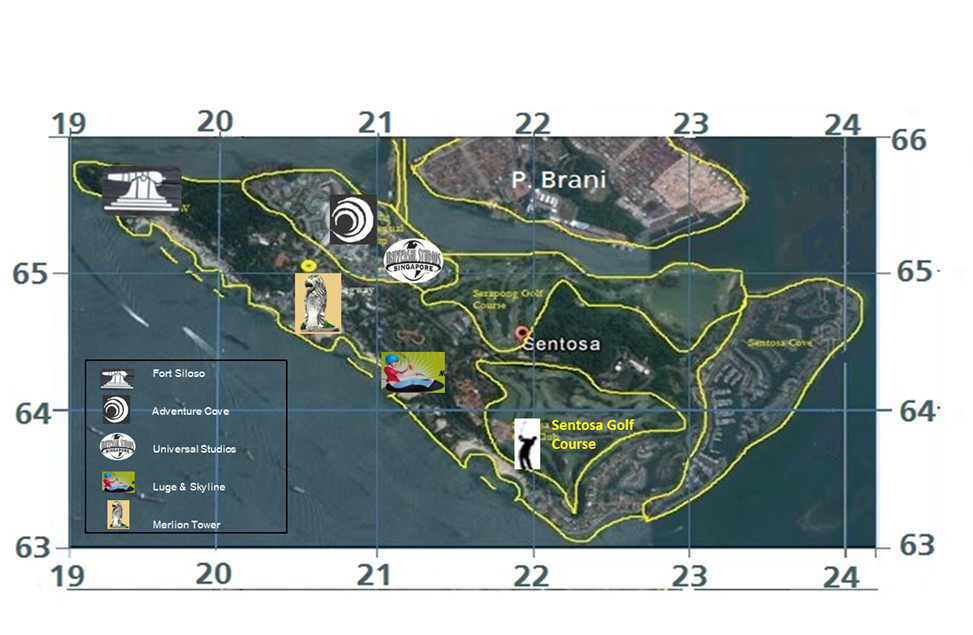 19 20 21 22 23 24
66
P. Brani
65 65
UNIVERSAL STUDIOS
SINGAPORE
Serapong Golf
Course
Sentosa
Sentosa Cove
64 64
Sentosa Golf
Course
Fort Siloso
Adventure Cove
Universal Studios
Luge & Skyline
Merlion Tower
63 63
19 20 21 22 23 24